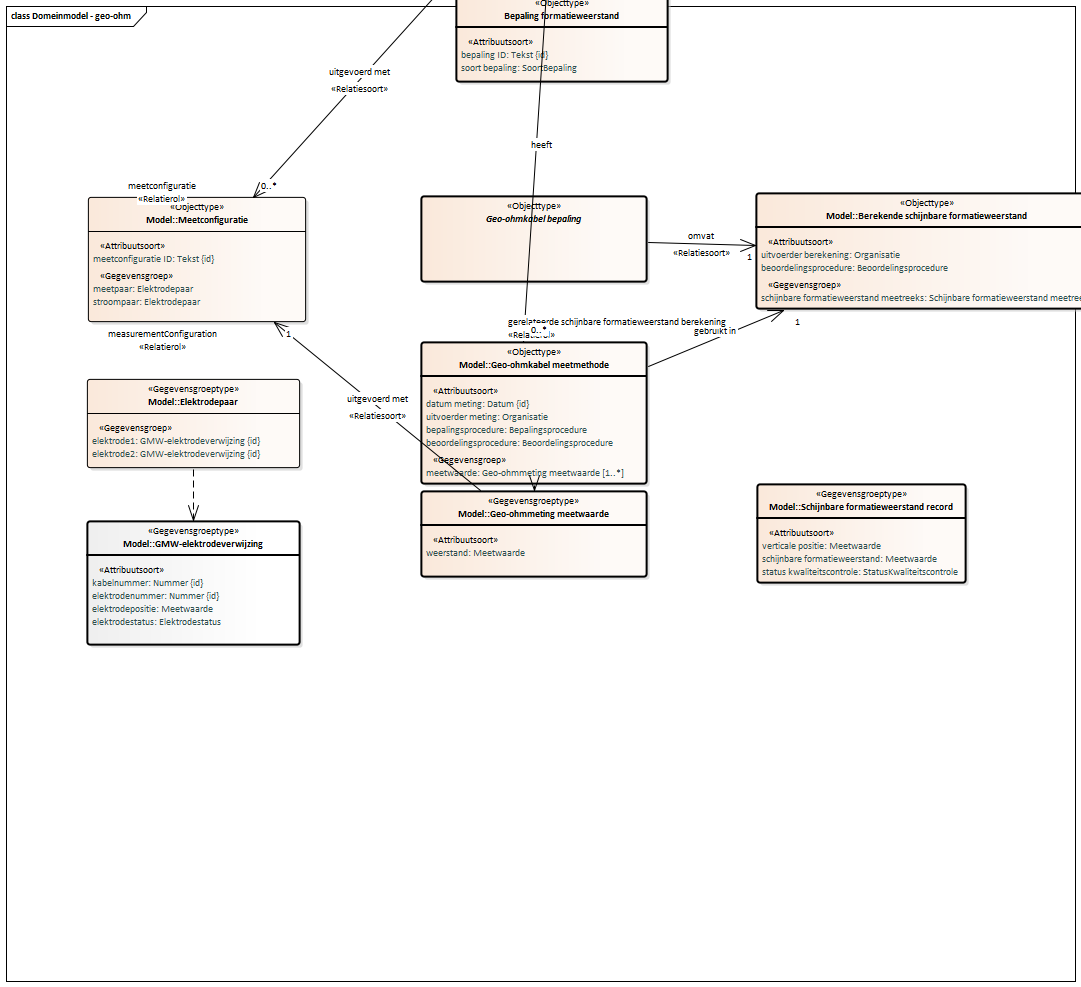 class Domeinmodel - geo-ohm
«Objecttype»
Bepaling formatieweerstand
«Attribuutsoort»
bepaling ID: Tekst {id}
soort bepaling: SoortBepaling
uitgevoerd met
«Relatiesoort»
heeft
meetconfiguratie
0..*
«Relatierol»
«Objecttype»
Model::Meetconfiguratie
«Attribuutsoort»
meetconfiguratie ID: Tekst {id}
«Gegevensgroep»
meetpaar: Elektrodepaar
stroompaar: Elektrodepaar
«Objecttype»
Geo-ohmkabel bepaling
omvat
«Relatiesoort»
1
«Objecttype»
Model::Berekende schijnbare formatieweerstand
«Attribuutsoort»
uitvoerder berekening: Organisatie
beoordelingsprocedure: Beoordelingsprocedure
«Gegevensgroep»
schijnbare formatieweerstand meetreeks: Schijnbare formatieweerstand meetree
measurementConfiguration
1
«Relatierol»
gerelateerde schijnbare formatieweerstand berekening
1
0..*
«Relatierol»
gebruikt in
«Objecttype»
Model::Geo-ohmkabel meetmethode
«Attribuutsoort»
datum meting: Datum {id}
uitvoerder meting: Organisatie
bepalingsprocedure: Bepalingsprocedure
beoordelingsprocedure: Beoordelingsprocedure
«Gegevensgroep»
meetwaarde: Geo-ohmmeting meetwaarde [1..*]
«Gegevensgroeptype»
Model::Elektrodepaar
«Gegevensgroep»
elektrode1: GMW-elektrodeverwijzing {id}
elektrode2: GMW-elektrodeverwijzing {id}
uitgevoerd met
«Relatiesoort»
«Gegevensgroeptype»
Model::Geo-ohmmeting meetwaarde
«Attribuutsoort»
weerstand: Meetwaarde
«Gegevensgroeptype»
Model::Schijnbare formatieweerstand record
«Attribuutsoort»
verticale positie: Meetwaarde
schijnbare formatieweerstand: Meetwaarde
status kwaliteitscontrole: StatusKwaliteitscontrole
«Gegevensgroeptype»
Model::GMW-elektrodeverwijzing
«Attribuutsoort»
kabelnummer: Nummer {id}
elektrodenummer: Nummer {id}
elektrodepositie: Meetwaarde
elektrodestatus: Elektrodestatus